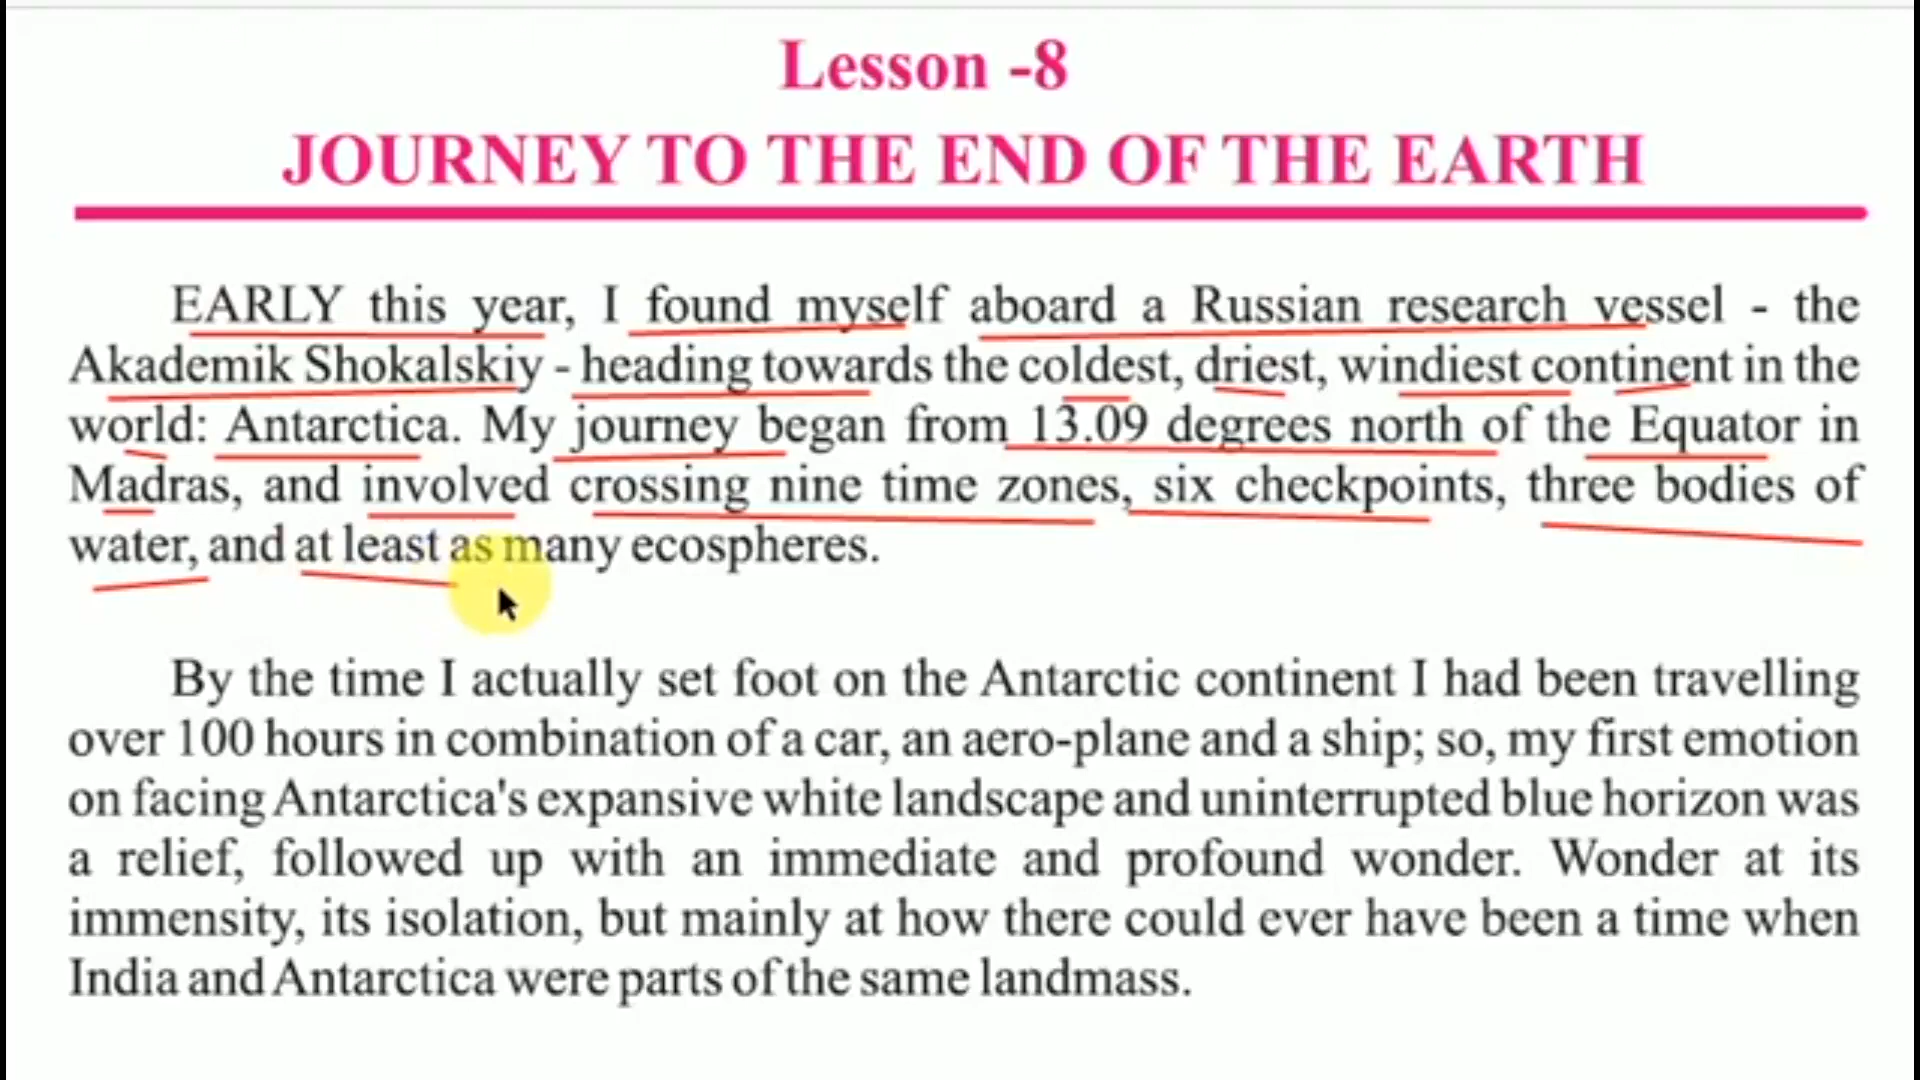 Lesson -8
JOURNEY TO THE END OF THE EARTH
EARLY this year, I found myself aboard a Russian research vessel - the
Akademik Shokalskiy - heading towards the coldest, driest, windiest continent in the
world: Antarctica. My journey began from 13.09 degrees north of the Equator in
Madras, and involved crossing nine time zones, six checkpoints, three bodies of
water, and at least as many ecospheres.
By the time I actually set foot on the Antarctic continent I had been travelling
over 100 hours in combination of a car, an aero-plane and a ship; so, my first emotion
on facing Antarctica's expansive white landscape and uninterrupted blue horizon was
a relief, followed up with an immediate and profound wonder. Wonder at its
immensity, its isolation, but mainly at how there could ever have been a time when
India and Antarctica were parts of the same landmass.